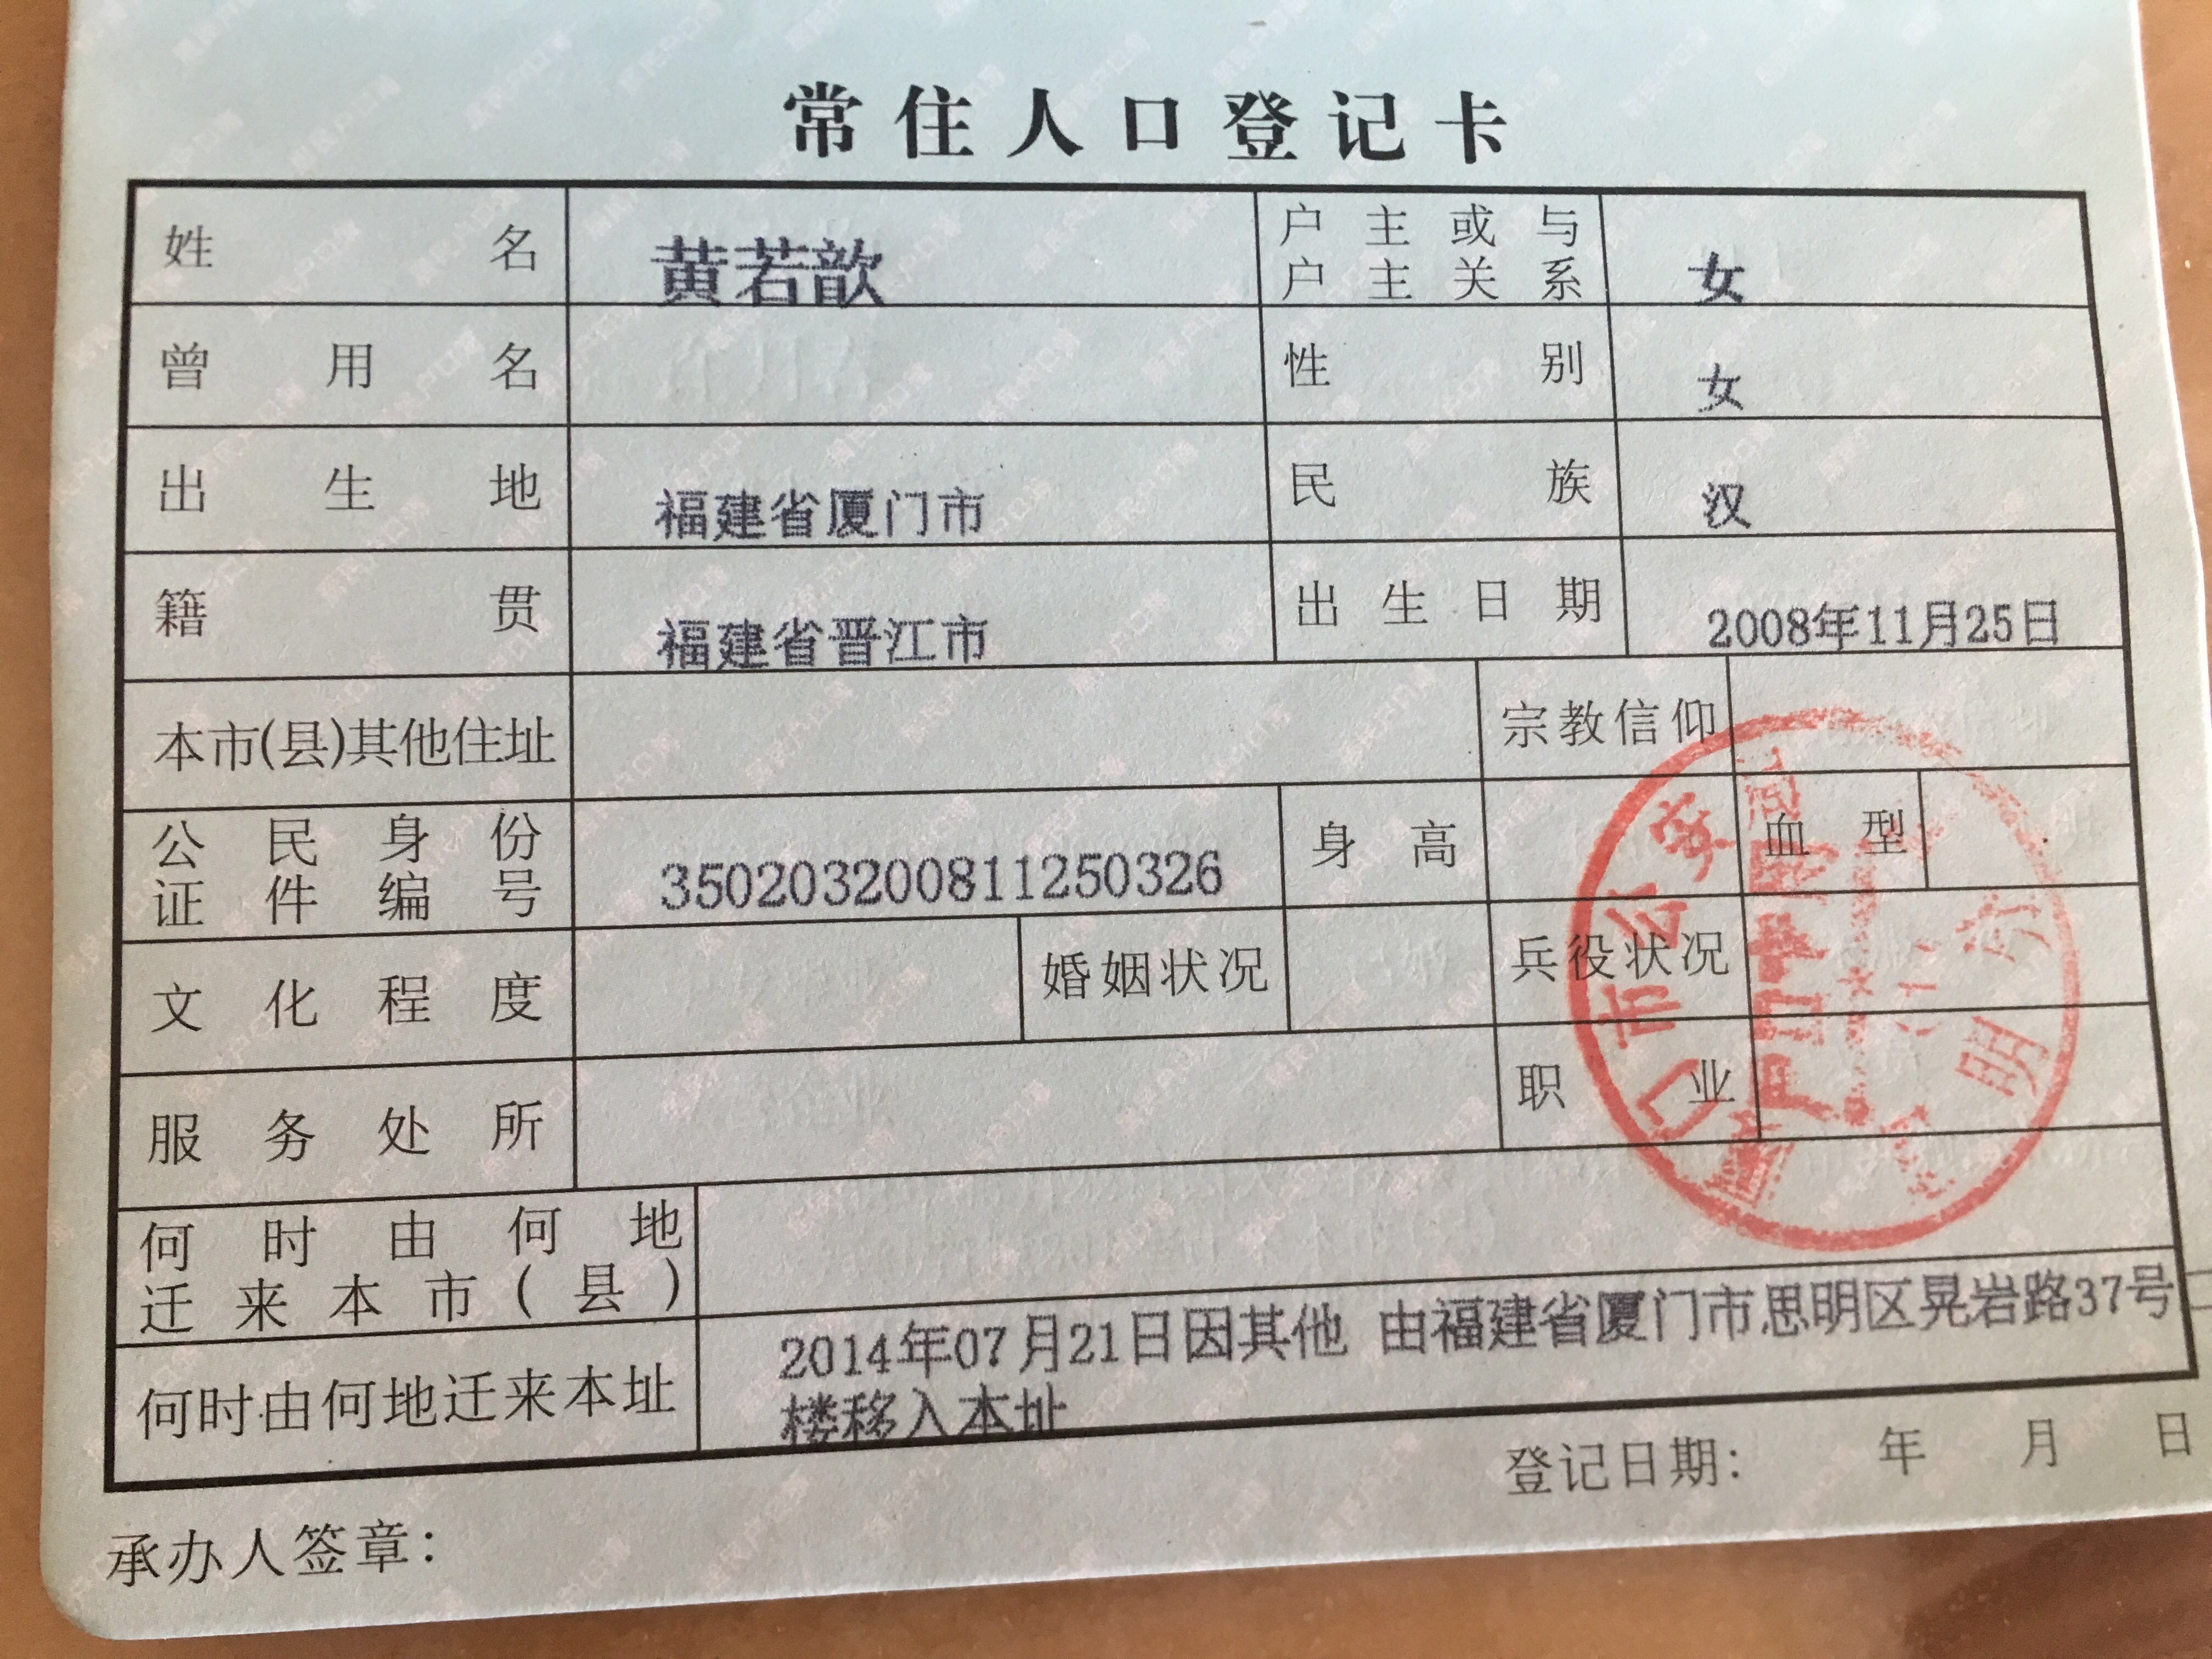 常住人口登记卡
姓名 黄若歆 户主或与户主关系 女
曾用名 性别 女
出生地 福建省厦门市 民族 汉
籍贯 福建省晋江市 出生日期 2008年11月25日
本市(县)其他住址 宗教信仰
公民身份证件编号 350203200811250326 身高 血型
文化程度 婚姻状况 兵役状况
服务处所 职业
何时由何地迁来本市(县)
何时由何地迁来本址 2014年07月21日因其他 由福建省厦门市思明区晃岩路37号
楼移入本址
登记日期： 年 月 日
承办人签章：